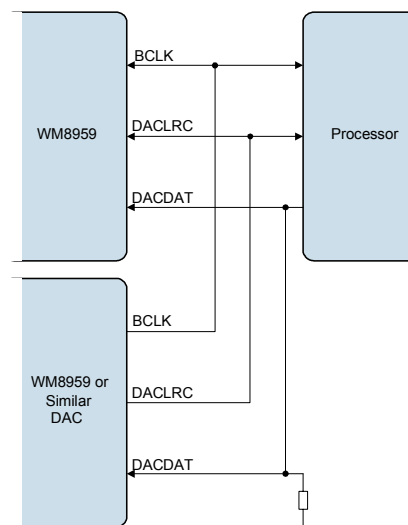 BCLK
WM8959
DACLRC
Processor
DACDAT
BCLK
WM8959 or
Similar
DAC
DACLRC
DACDAT